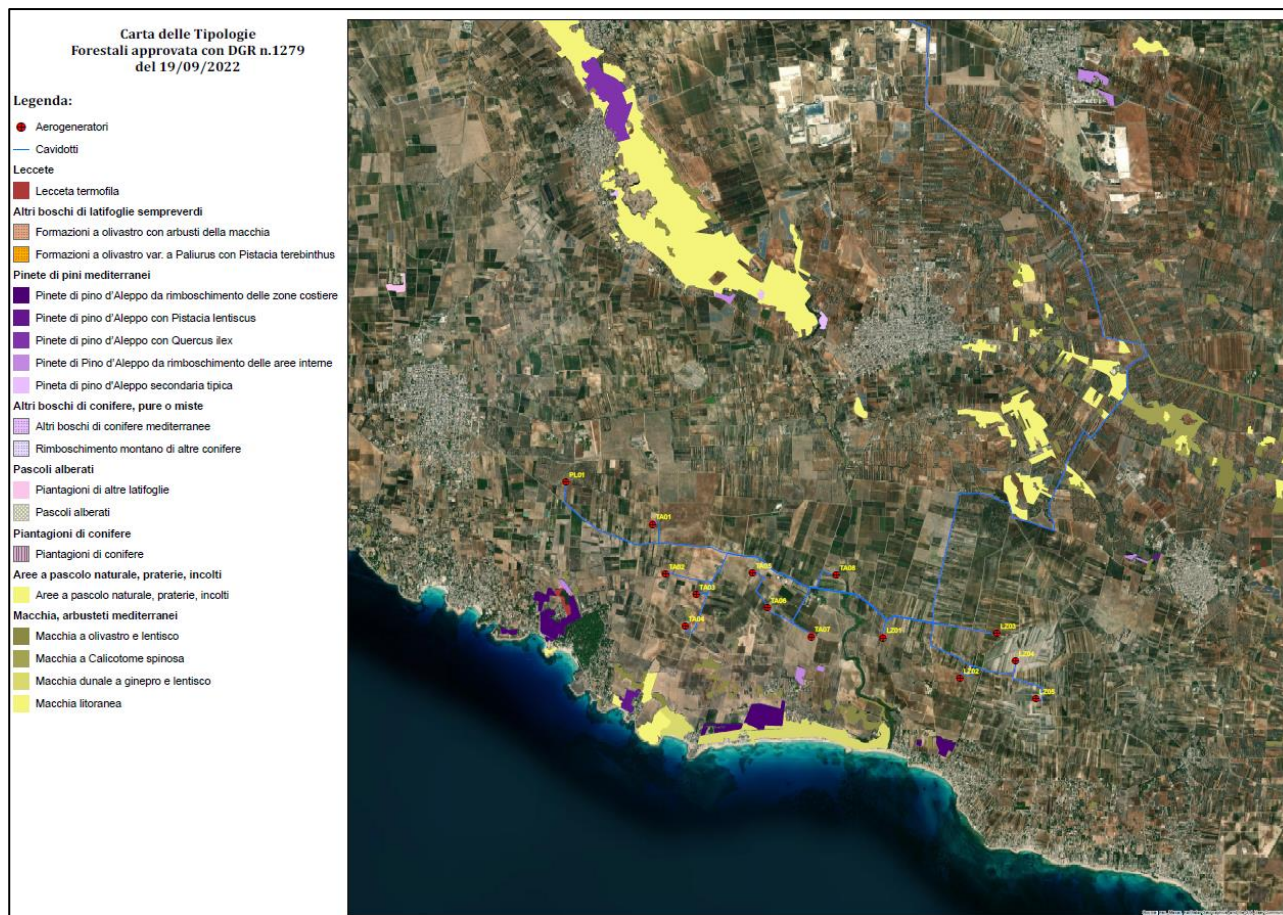 Carta delle Tipologie
Forestali approvata con DGR n.1279
del 19/09/2022
Legenda:
Aerogeneratori
Cavidotti
Leccete
Lecceta termofila
Altri boschi di latifoglie sempreverdi
Formazioni a olivastro con arbusti della macchia
Formazioni a olivastro var. a Paliurus con Pistacia terebinthus
Pinete di pini mediterranei
Pinete di pino d'Aleppo da rimboschimento delle zone costiere
Pinete di pino d'Aleppo con Pistacia lentiscus
Pinete di pino d'Aleppo con Quercus ilex
Pinete di Pino d'Aleppo da rimboschimento delle aree interne
Pineta di pino d'Aleppo secondaria tipica
Altri boschi di conifere, pure o miste
Altri boschi di conifere mediterranee
Rimboschimento montano di altre conifere
Pascoli alberati
Piantagioni di altre latifoglie
Pascoli alberati
Piantagioni di conifere
Piantagioni di conifere
Aree a pascolo naturale, praterie, incolti
Aree a pascolo naturale, praterie, incolti
Macchia, arbusteti mediterranei
Macchia a olivastro e lentisco
Macchia a Calicotome spinosa
Macchia dunale a ginepro e lentisco
Macchia litoranea
PL01
TA01
TA02
TA05
TA08
TA03
TA06
TA04
TA07
LZ01
LZ03
LZ04
LZ02
LZ05